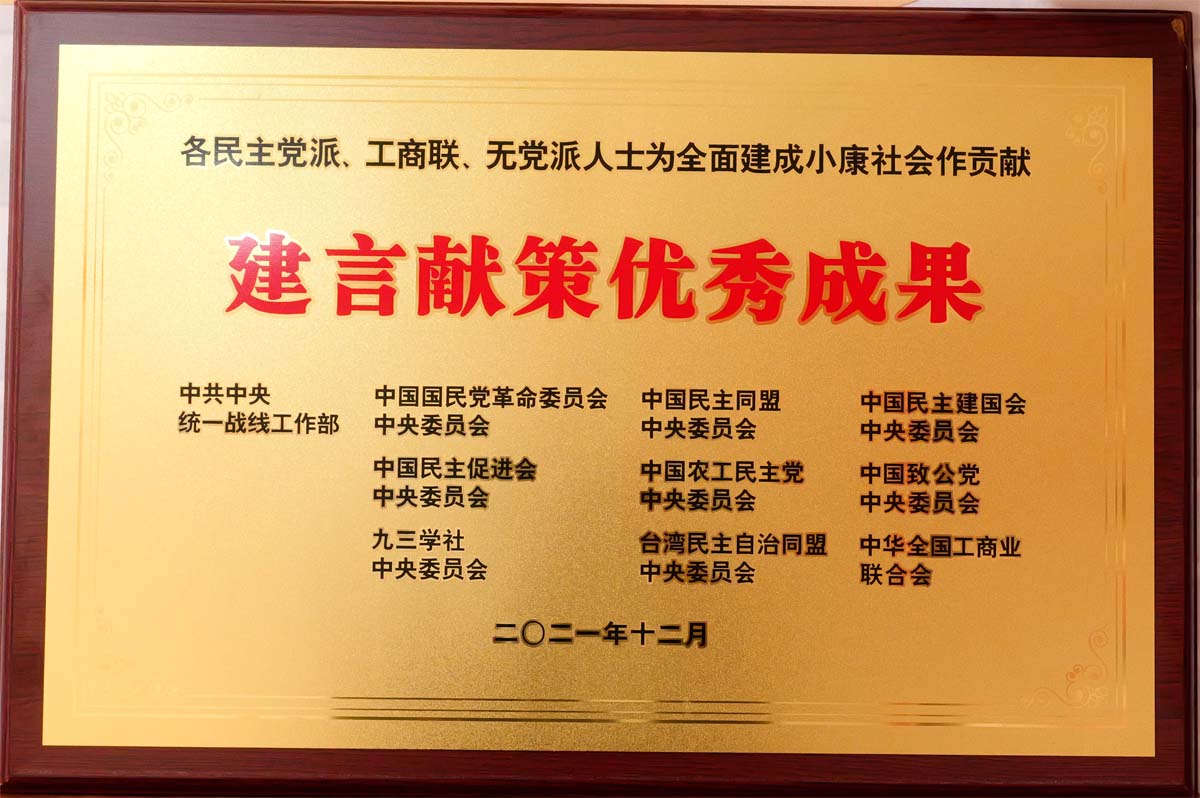 各民主党派、工商联、无党派人士为全面建成小康社会作贡献
建言献策优秀成果
中共中央
统一战线工作部
中国国民党革命委员会
中央委员会
中国民主同盟
中央委员会
中国民主建国会
中央委员会
中国民主促进会
中央委员会
中国农工民主党
中央委员会
中国致公党
中央委员会
九三学社
中央委员会
台湾民主自治同盟
中央委员会
中华全国工商业
联合会
二〇二一年十二月